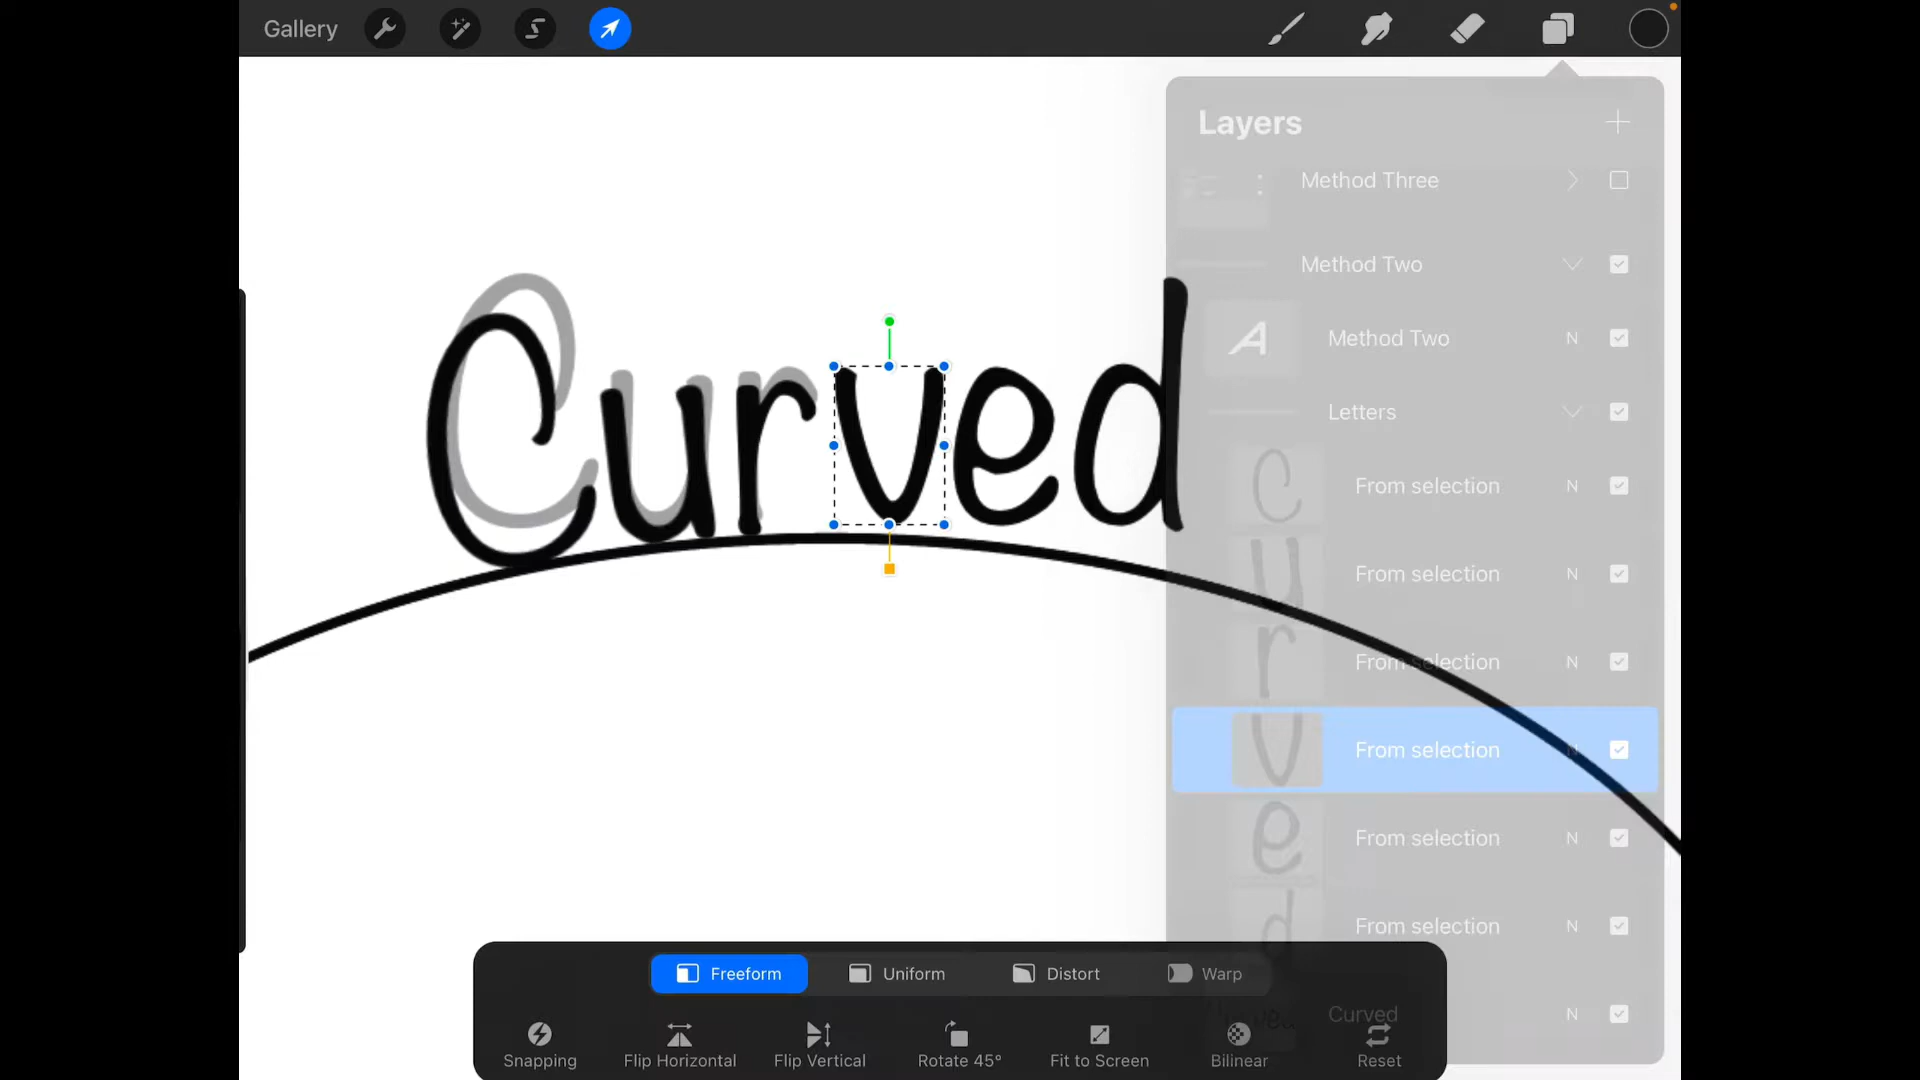 Gallery
Layers
Method Three
Method Two
A Method Two N
Letters
C From selection N
u From selection N
r From selection N
v From selection N
e From selection N
d From selection N
Curved N
Curved
Freeform Uniform Distort Warp
Snapping Flip Horizontal Flip Vertical Rotate 45° Fit to Screen Bilinear Reset